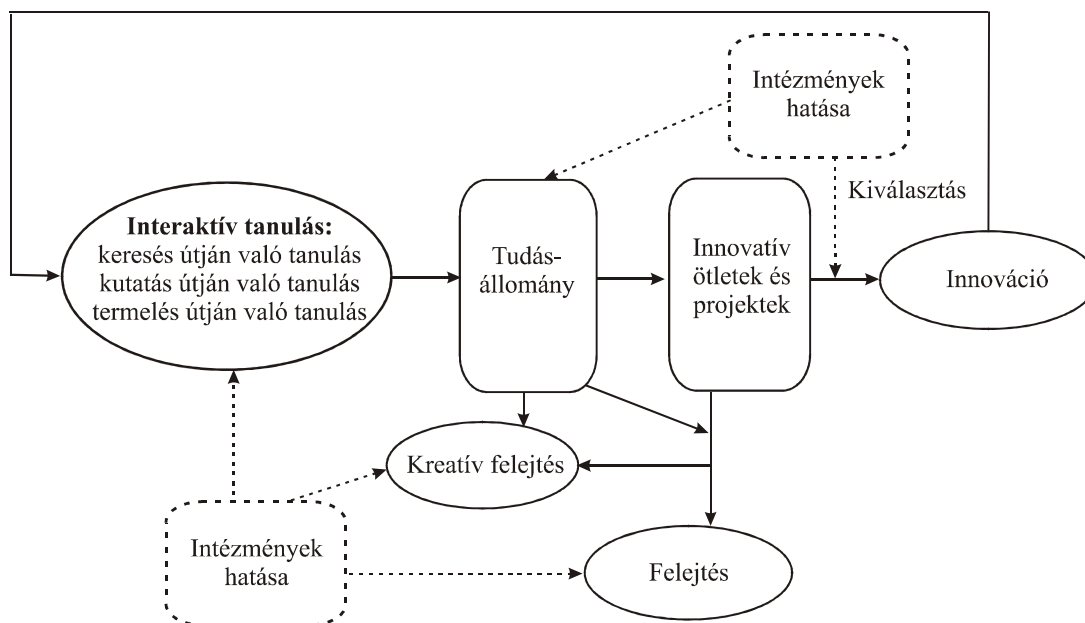 Intézmények
hatása
Kiválasztás
Interaktív tanulás:
keresés útján való tanulás
kutatás útján való tanulás
termelés útján való tanulás
Tudás-
állomány
Innovatív
ötletek és
projektek
Innováció
Kreatív felejtés
Intézmények
hatása
Felejtés